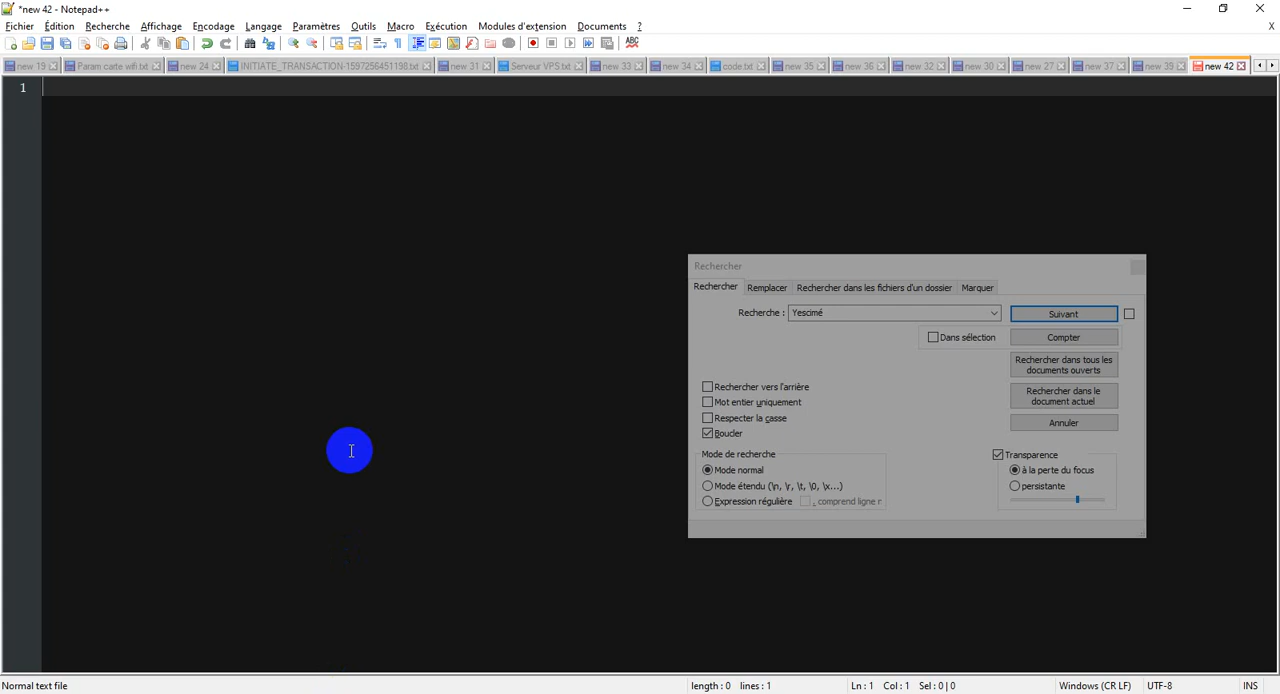 *new 42 - Notepad++
Fichier Édition Recherche Affichage Encodage Langage Paramètres Outils Macro Exécution Modules d'extension Documents ? X
ABC
new 19 Param carte wifi.txt new 24 INITIATE_TRANSACTION-1597256451198.txt new 31 Serveur VPS.txt new 33 new 34 code.txt new 35 new 36 new 32 new 30 new 27 new 37 new 39 new 42
1
Rechercher
Rechercher Remplacer Rechercher dans les fichiers d'un dossier Marquer
Recherche : Yescimé Suivant
Dans sélection Compter
Rechercher dans tous les
documents ouverts
Rechercher vers l'arrière
Mot entier uniquement
Rechercher dans le
document actuel
Respecter la casse
Boucler
Annuler
Mode de recherche
Mode normal
Mode étendu (\n, \r, \t, \0, \x...)
Expression régulière . comprend ligne r
Transparence
à la perte du focus
persistante
Normal text file length : 0 lines : 1 Ln : 1 Col : 1 Sel : 0 | 0 Windows (CR LF) UTF-8 INS